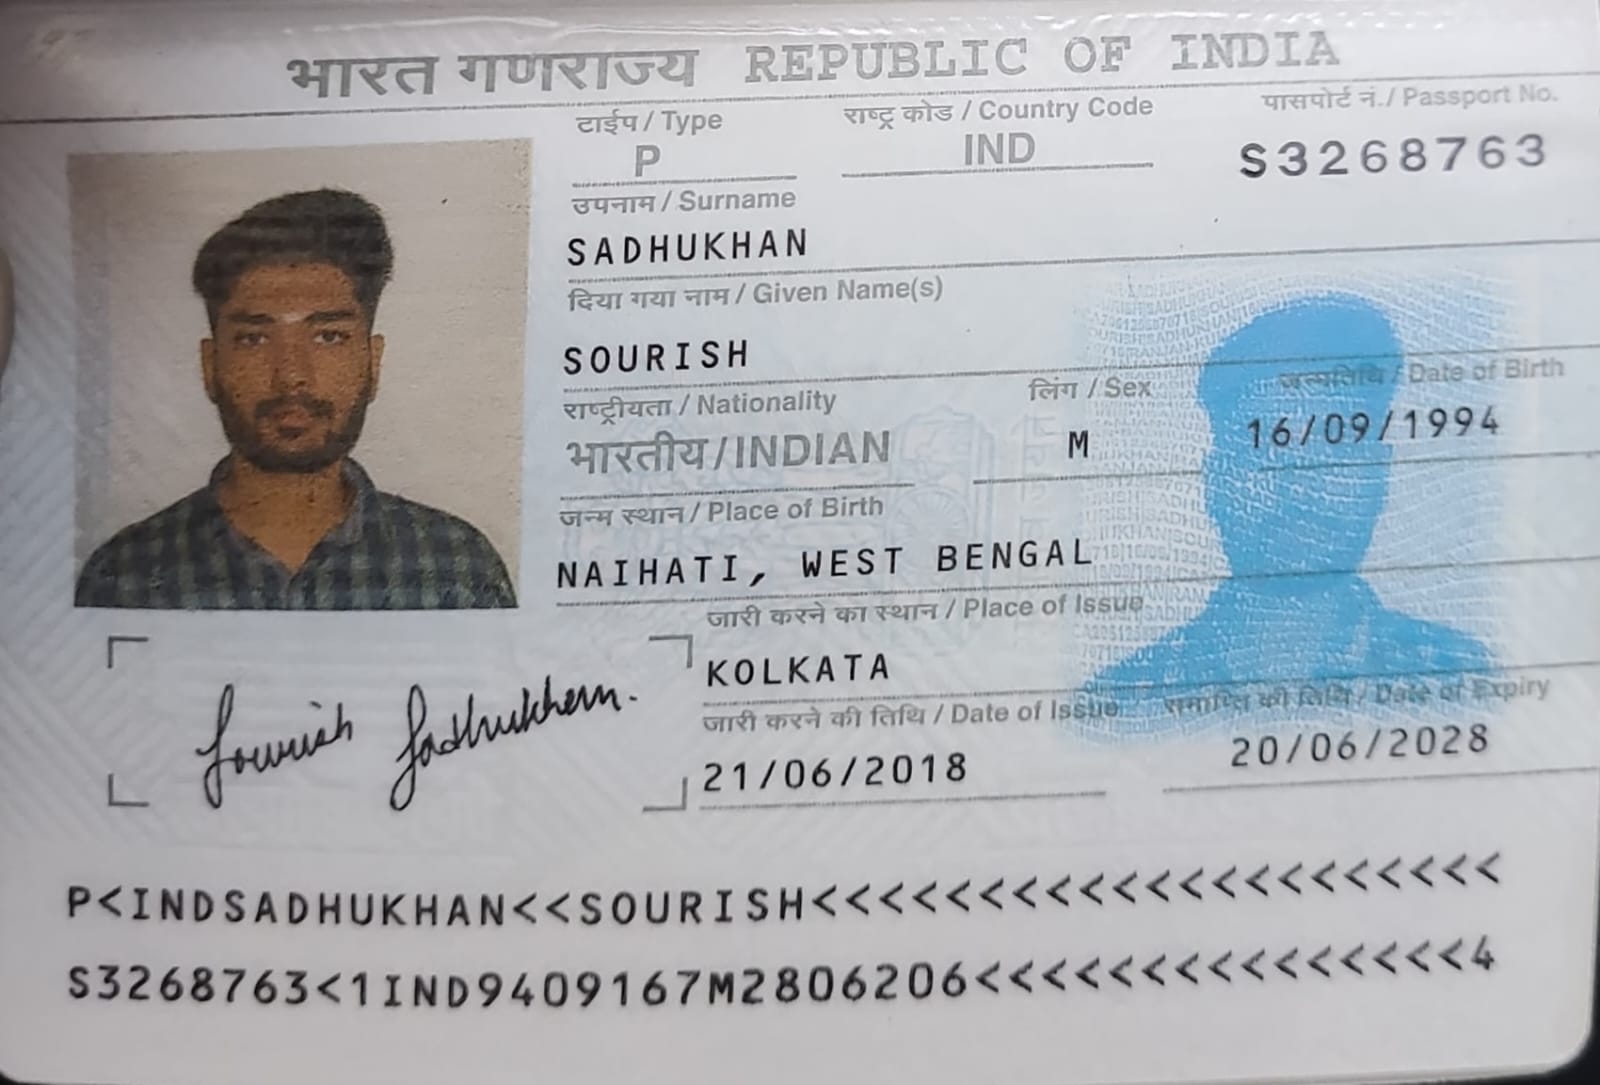 भारत गणराज्य REPUBLIC OF INDIA
टाईप / Type राष्ट्र कोड / Country Code पासपोर्ट नं./ Passport No.
P IND S3268763
उपनाम / Surname
SADHUKHAN
दिया गया नाम / Given Name(s)
SOURISH
राष्ट्रीयता / Nationality लिंग / Sex जन्मतिथि / Date of Birth
भारतीय/INDIAN M 16/09/1994
जन्म स्थान / Place of Birth
NAIHATI, WEST BENGAL
जारी करने का स्थान / Place of Issue
KOLKATA
जारी करने की तिथि / Date of Issue समाप्ति की तिथि / Date of Expiry
21/06/2018 20/06/2028
Sourish Sadhukhan.
P<INDSADHUKHAN<<SOURISH<<<<<<<<<<<<<<<<<<<<<
S3268763<1IND9409167M2806206<<<<<<<<<<<<<<<4